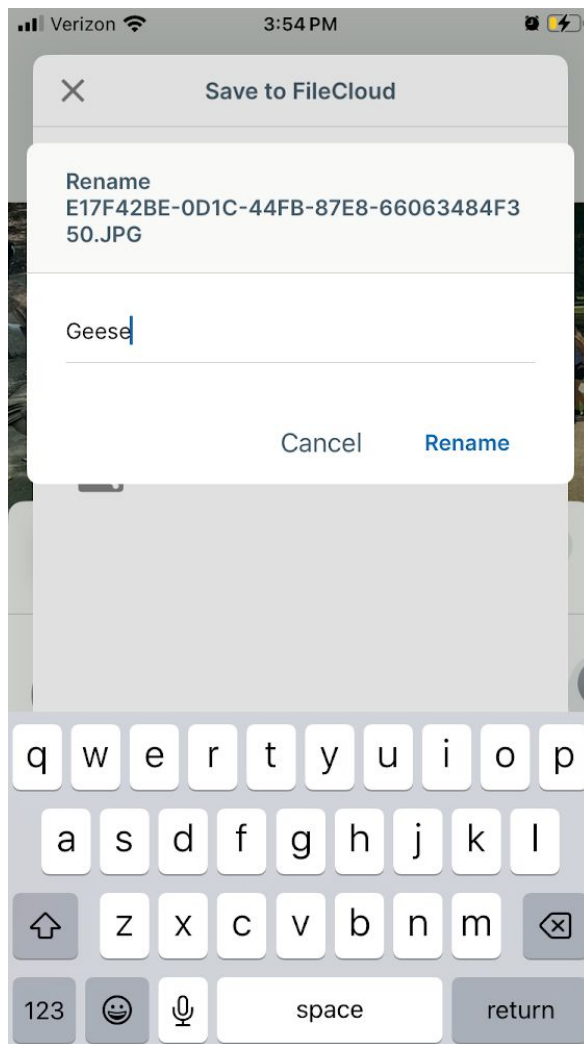 Verizon 3:54 PM
Save to FileCloud
Rename
E17F42BE-0D1C-44FB-87E8-66063484F3
50.JPG
Geese
Cancel Rename
q w e r t y u i o p
a s d f g h j k l
z x c v b n m
123 space return